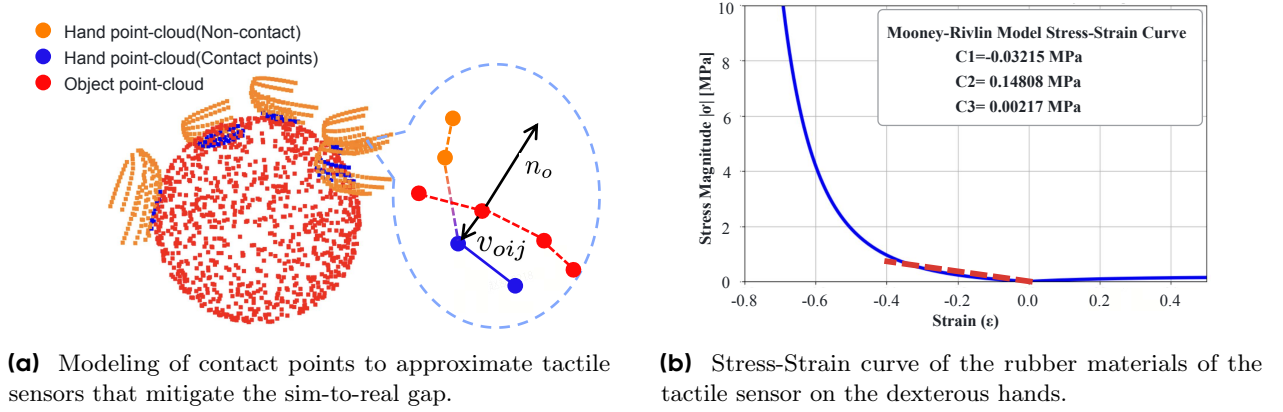 Hand point-cloud(Non-contact)
Hand point-cloud(Contact points)
Object point-cloud
n_o
v_{oij}
(a) Modeling of contact points to approximate tactile
sensors that mitigate the sim-to-real gap.
Stress Magnitude |σ| [MPa]
10
8
6
4
2
0
Mooney-Rivlin Model Stress-Strain Curve
C1=-0.03215 MPa
C2= 0.14808 MPa
C3= 0.00217 MPa
-0.8 -0.6 -0.4 -0.2 0.0 0.2 0.4
Strain (ε)
(b) Stress-Strain curve of the rubber materials of the
tactile sensor on the dexterous hands.